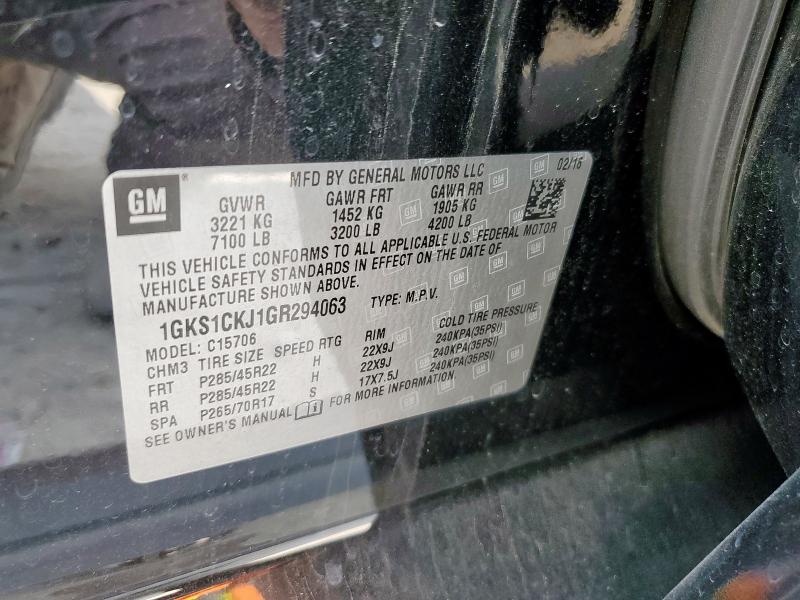 MFD BY GENERAL MOTORS LLC 02/16
GM
GVWR GAWR FRT GAWR RR
3221 KG 1452 KG 1905 KG
7100 LB 3200 LB 4200 LB
THIS VEHICLE CONFORMS TO ALL APPLICABLE U.S. FEDERAL MOTOR
VEHICLE SAFETY STANDARDS IN EFFECT ON THE DATE OF
MANUFACTURE SHOWN ABOVE.
1GKS1CKJ1GR294063 TYPE: M.P.V.
MODEL: C15706
CHM3 TIRE SIZE SPEED RTG RIM COLD TIRE PRESSURE
FRT P285/45R22 H 22X9J 240KPA(35PSI)
RR P285/45R22 H 22X9J 240KPA(35PSI)
SPA P265/70R17 S 17X7.5J 240KPA(35PSI)
SEE OWNER'S MANUAL FOR MORE INFORMATION.